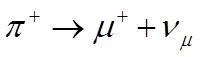 π⁺ → μ⁺ + ν_μ